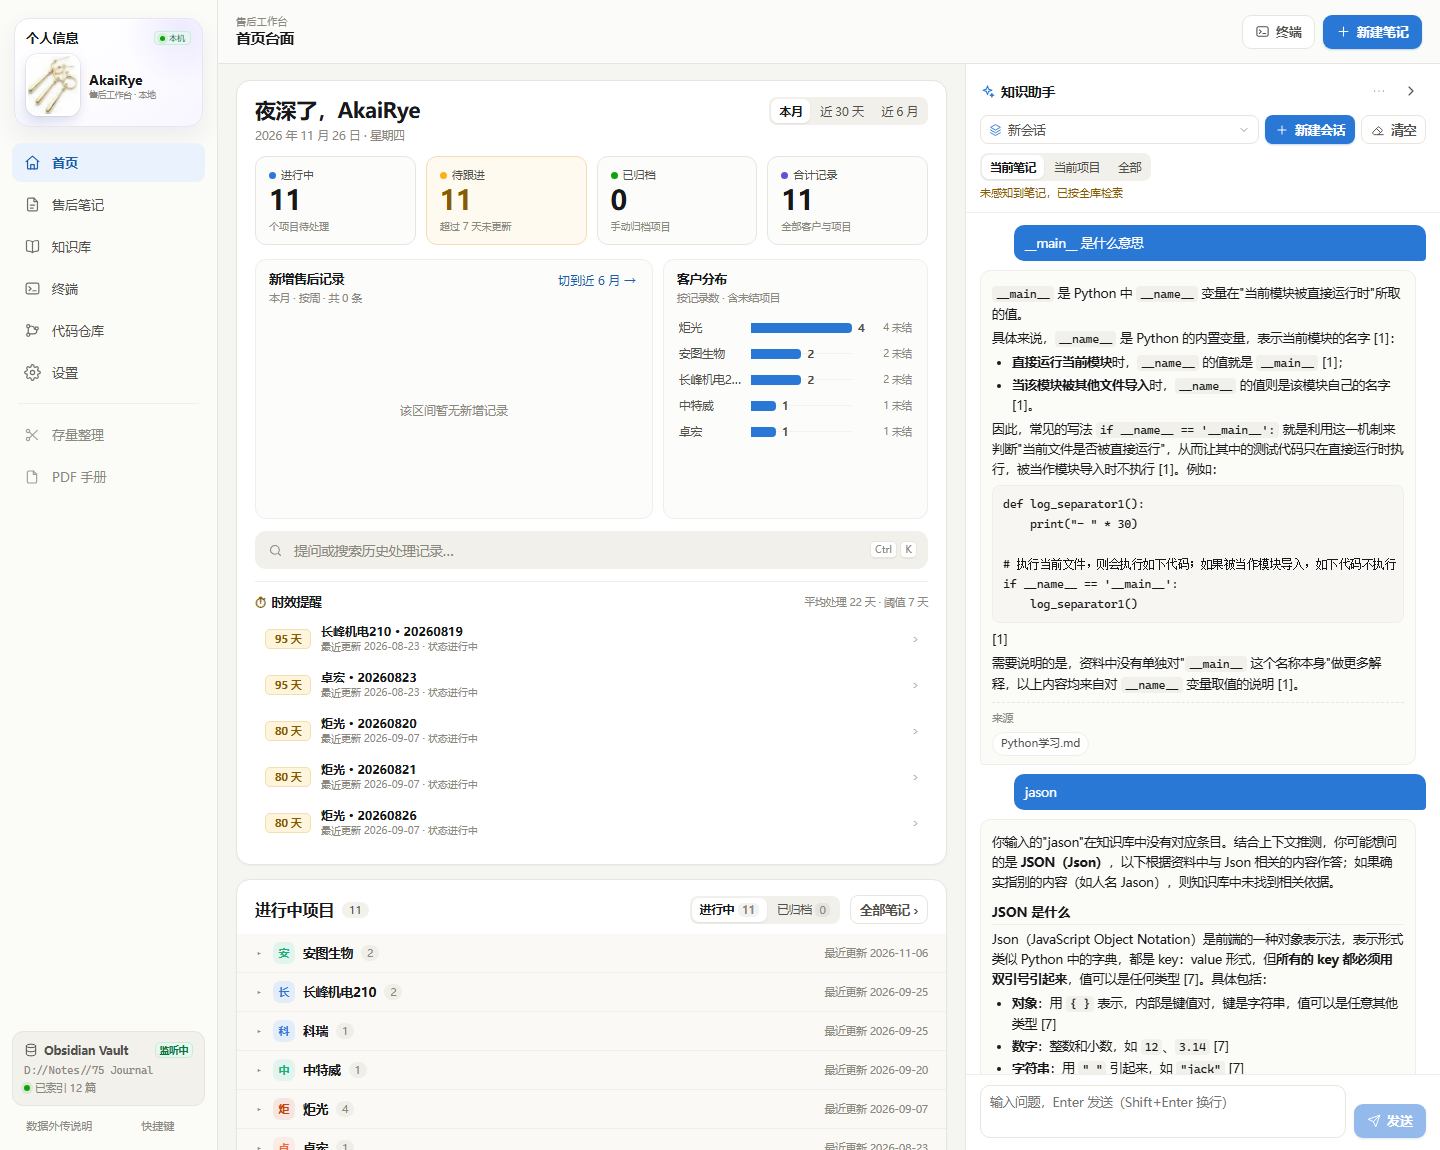 个人信息
本机
AkaiRye
售后工作台 · 本地
首页
售后笔记
知识库
终端
代码仓库
设置
存量整理
PDF 手册
Obsidian Vault
监听中
D://Notes//75 Journal
已索引 12 篇
数据外传说明
快捷键
售后工作台
首页台面
终端
新建笔记
夜深了，AkaiRye
2026 年 11 月 26 日 · 星期四
本月 近 30 天 近 6 月
进行中
11
个项目待处理
待跟进
11
超过 7 天未更新
已归档
0
手动归档项目
合计记录
11
全部客户与项目
新增售后记录
本月 · 按周 · 共 0 条
切到近 6 月 →
该区间暂无新增记录
客户分布
按记录数 · 含未结项目
炬光 4 4 未结
安图生物 2 2 未结
长峰机电2... 2 2 未结
中特威 1 1 未结
卓宏 1 1 未结
提问或搜索历史处理记录...
Ctrl K
时效提醒
平均处理 22 天 · 阈值 7 天
95 天
长峰机电210 • 20260819
最近更新 2026-08-23 · 状态进行中
95 天
卓宏 • 20260823
最近更新 2026-08-23 · 状态进行中
80 天
炬光 • 20260820
最近更新 2026-09-07 · 状态进行中
80 天
炬光 • 20260821
最近更新 2026-09-07 · 状态进行中
80 天
炬光 • 20260826
最近更新 2026-09-07 · 状态进行中
进行中项目 11
进行中 11 已归档 0
全部笔记 ›
安 安图生物 2 最近更新 2026-11-06
长 长峰机电210 2 最近更新 2026-09-25
科 科瑞 1 最近更新 2026-09-25
中 中特威 1 最近更新 2026-09-20
炬 炬光 4 最近更新 2026-09-07
卓 卓宏 1 最近更新 2026-08-23
知识助手
新会话
新建会话
清空
当前笔记 当前项目 全部
未感知到笔记，已按全库检索
__main__ 是什么意思
__main__ 是 Python 中 __name__ 变量在"当前模块被直接运行时"所取
的值。
具体来说，__name__ 是 Python 的内置变量，表示当前模块的名字 [1]：
• 直接运行当前模块时，__name__ 的值就是 __main__ [1]；
• 当该模块被其他文件导入时，__name__ 的值则是该模块自己的名字
[1]。
因此，常见的写法 if __name__ == '__main__': 就是利用这一机制来
判断"当前文件是否被直接运行"，从而让其中的测试代码只在直接运行时执
行，被当作模块导入时不执行 [1]。例如：
def log_separator1():
    print("- " * 30)
# 执行当前文件，则会执行如下代码；如果被当作模块导入，如下代码不执行
if __name__ == '__main__':
    log_separator1()
[1]
需要说明的是，资料中没有单独对"__main__ 这个名称本身"做更多解
释，以上内容均来自对 __name__ 变量取值的说明 [1]。
来源
Python学习.md
jason
你输入的"jason"在知识库中没有对应条目。结合上下文推测，你可能想问
的是 JSON（Json），以下根据资料中与 Json 相关的内容作答；如果确
实指别的内容（如人名 Jason），则知识库中未找到相关依据。
JSON 是什么
Json（JavaScript Object Notation）是前端的一种对象表示法，表示形式
类似 Python 中的字典，都是 key：value 形式，但所有的 key 都必须用
双引号引起来，值可以是任何类型 [7]。具体包括：
• 对象：用 { } 表示，内部是键值对，键是字符串，值可以是任意其他
类型 [7]
• 数字：整数和小数，如 12 、 3.14 [7]
• 字符串：用 " " 引起来，如 "jack" [7]
输入问题，Enter 发送（Shift+Enter 换行）
发送